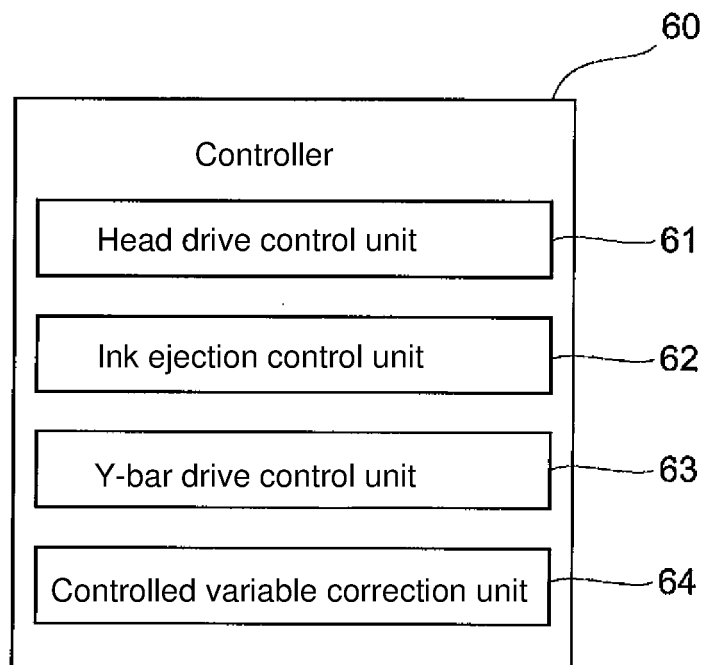 60
Controller
Head drive control unit
61
Ink ejection control unit
62
Y-bar drive control unit
63
Controlled variable correction unit
64